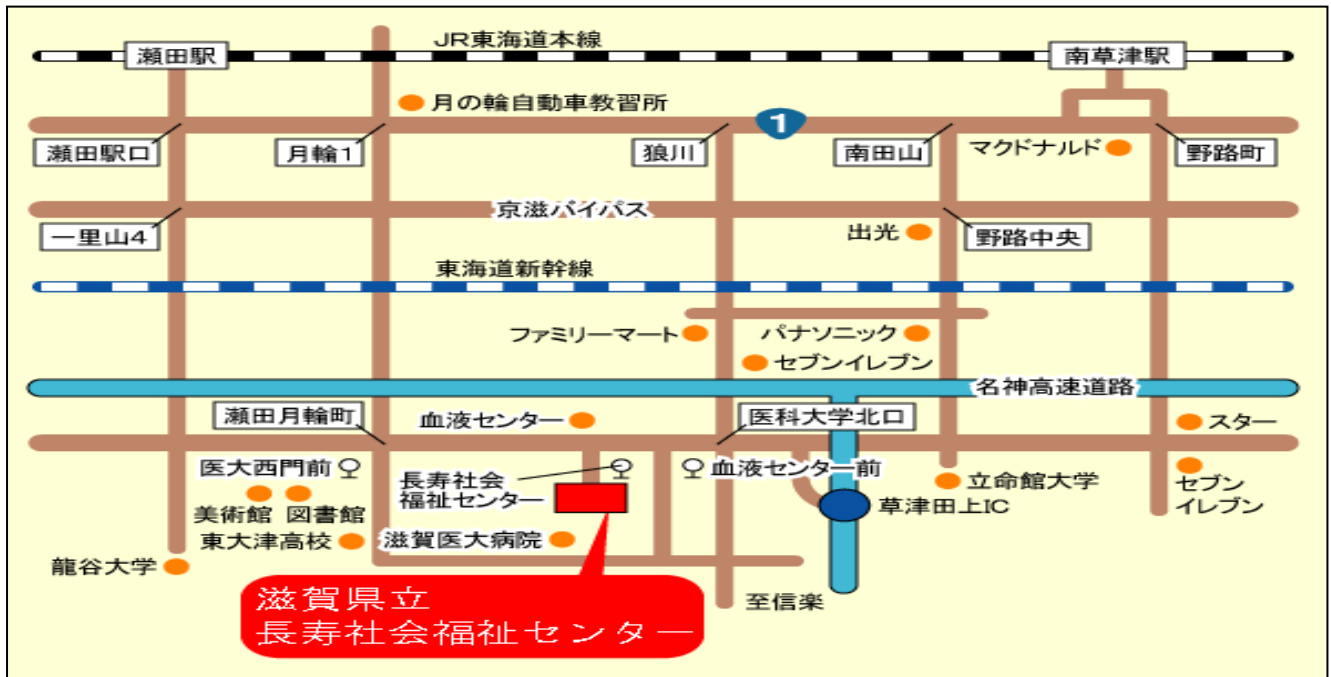 JR東海道本線
瀬田駅
南草津駅
月の輪自動車教習所
1
瀬田駅口
月輪1
狼川
南田山
マクドナルド
野路町
京滋バイパス
一里山4
出光
野路中央
東海道新幹線
ファミリーマート
パナソニック
セブンイレブン
名神高速道路
瀬田月輪町
血液センター
医科大学北口
スター
医大西門前
長寿社会
福祉センター
血液センター前
立命館大学
セブン
イレブン
美術館
図書館
草津田上IC
東大津高校
滋賀医大病院
龍谷大学
至信楽
滋賀県立
長寿社会福祉センター